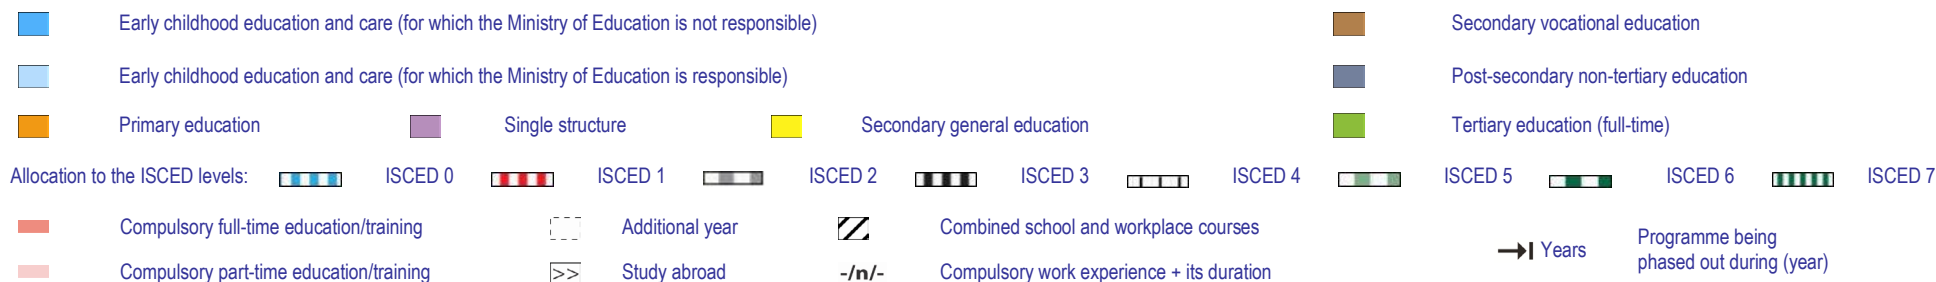 Early childhood education and care (for which the Ministry of Education is not responsible)
Secondary vocational education
Early childhood education and care (for which the Ministry of Education is responsible)
Post-secondary non-tertiary education
Primary education
Single structure
Secondary general education
Tertiary education (full-time)
Allocation to the ISCED levels:
ISCED 0
ISCED 1
ISCED 2
ISCED 3
ISCED 4
ISCED 5
ISCED 6
ISCED 7
Compulsory full-time education/training
Additional year
Combined school and workplace courses
Years
Programme being
phased out during (year)
Compulsory part-time education/training
>>
Study abroad
-/n/-
Compulsory work experience + its duration